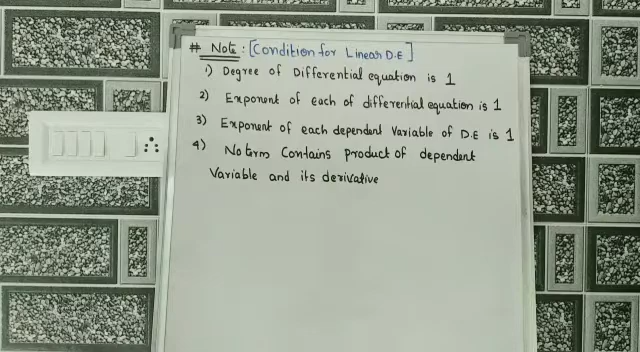 # Note : [Condition for Linear D.E]
1) Degree of Differential equation is 1
2) Exponent of each of differential equation is 1
3) Exponent of each dependent Variable of D.E is 1
4) No term Contains product of dependent
Variable and its derivative